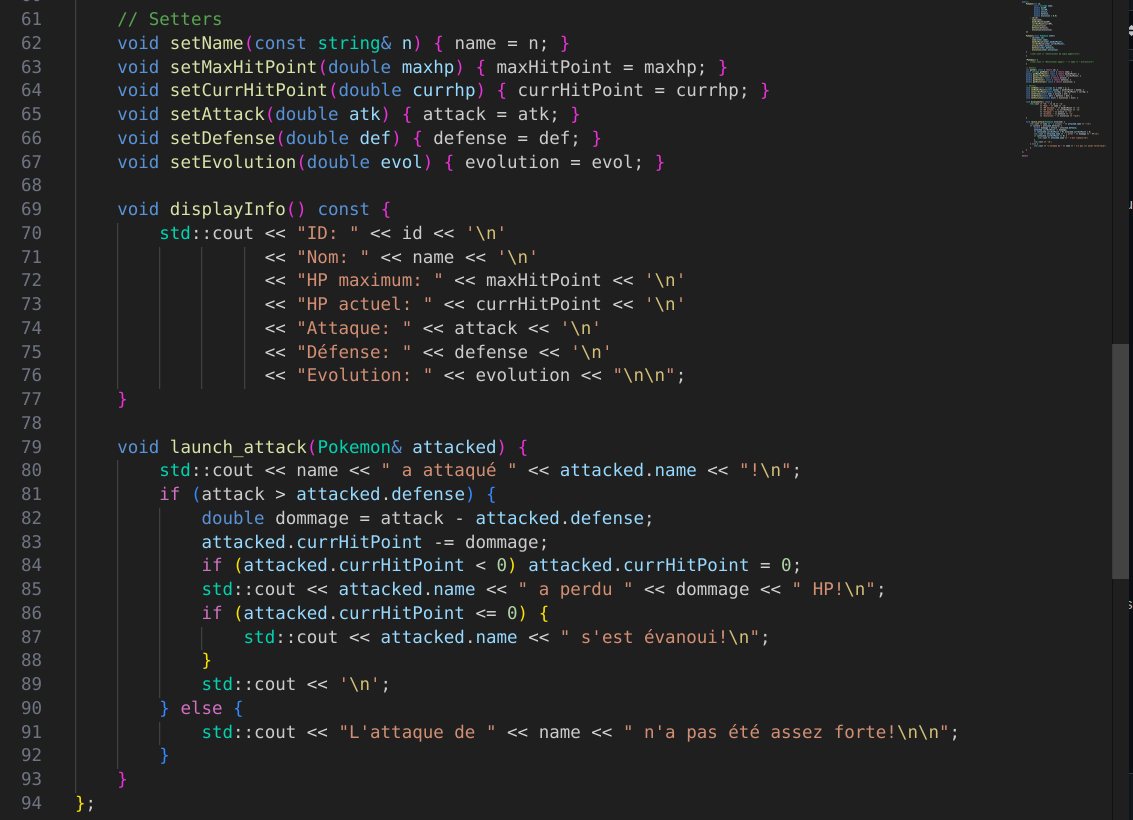 61 // Setters
62 void setName(const string& n) { name = n; }
63 void setMaxHitPoint(double maxhp) { maxHitPoint = maxhp; }
64 void setCurrHitPoint(double currhp) { currHitPoint = currhp; }
65 void setAttack(double atk) { attack = atk; }
66 void setDefense(double def) { defense = def; }
67 void setEvolution(double evol) { evolution = evol; }
68
69 void displayInfo() const {
70 std::cout << "ID: " << id << '\n'
71 << "Nom: " << name << '\n'
72 << "HP maximum: " << maxHitPoint << '\n'
73 << "HP actuel: " << currHitPoint << '\n'
74 << "Attaque: " << attack << '\n'
75 << "Défense: " << defense << '\n'
76 << "Evolution: " << evolution << "\n\n";
77 }
78
79 void launch_attack(Pokemon& attacked) {
80 std::cout << name << " a attaqué " << attacked.name << "!\n";
81 if (attack > attacked.defense) {
82 double dommage = attack - attacked.defense;
83 attacked.currHitPoint -= dommage;
84 if (attacked.currHitPoint < 0) attacked.currHitPoint = 0;
85 std::cout << attacked.name << " a perdu " << dommage << " HP!\n";
86 if (attacked.currHitPoint <= 0) {
87 std::cout << attacked.name << " s'est évanoui!\n";
88 }
89 std::cout << '\n';
90 } else {
91 std::cout << "L'attaque de " << name << " n'a pas été assez forte!\n\n";
92 }
93 }
94 };